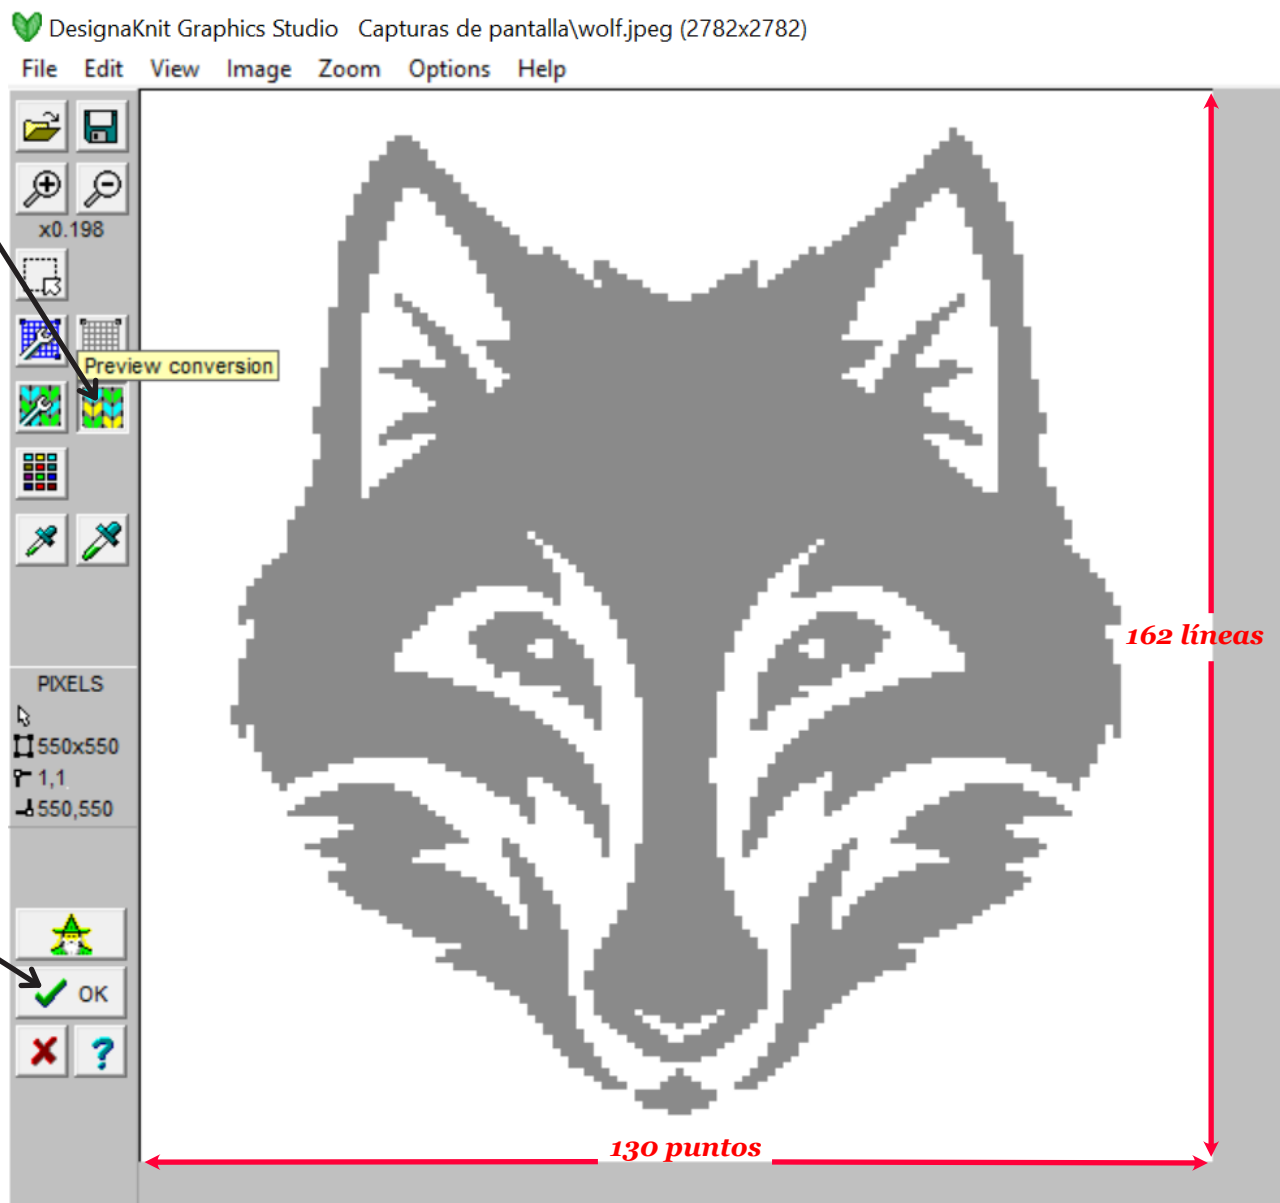 DesignaKnit Graphics Studio Capturas de pantalla\wolf.jpeg (2782x2782)
File Edit View Image Zoom Options Help
x0.198
Preview conversion
PIXELS
550x550
1,1
550,550
OK
162 líneas
130 puntos